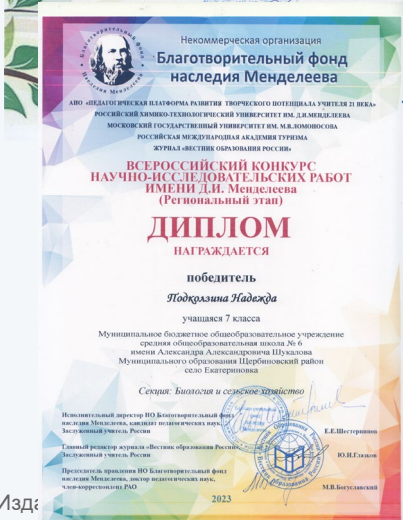 Некоммерческая организация
Благотворительный фонд
наследия Менделеева
АНО «ПЕДАГОГИЧЕСКАЯ ПЛАТФОРМА РАЗВИТИЯ ТВОРЧЕСКОГО ПОТЕНЦИАЛА УЧИТЕЛЯ 21 ВЕКА»
РОССИЙСКИЙ ХИМИКО-ТЕХНОЛОГИЧЕСКИЙ УНИВЕРСИТЕТ ИМ. Д.И.МЕНДЕЛЕЕВА
МОСКОВСКИЙ ГОСУДАРСТВЕННЫЙ УНИВЕРСИТЕТ ИМ. М.В.ЛОМОНОСОВА
РОССИЙСКАЯ МЕЖДУНАРОДНАЯ АКАДЕМИЯ ТУРИЗМА
ЖУРНАЛ «ВЕСТНИК ОБРАЗОВАНИЯ РОССИИ»
ВСЕРОССИЙСКИЙ КОНКУРС
НАУЧНО-ИССЛЕДОВАТЕЛЬСКИХ РАБОТ
ИМЕНИ Д.И. Менделеева
(Региональный этап)
ДИПЛОМ
НАГРАЖДАЕТСЯ
победитель
Подколзина Надежда
учащаяся 7 класса
Муниципальное бюджетное общеобразовательное учреждение
средняя общеобразовательная школа № 6
имени Александра Александровича Шукалова
Муниципального образования Щербиновский район
село Екатериновка
Секция: Биология и сельское хозяйство
Исполнительный директор НО Благотворительный фонд
наследия Менделеева, кандидат педагогических наук,
Заслуженный учитель России
Е.Е.Шестернинов
Главный редактор журнала «Вестник образования России»
Заслуженный учитель России
Ю.И.Глазков
Председатель правления НО Благотворительный фонд
наследия Менделеева, доктор педагогических наук,
член-корреспондент РАО
М.В.Богуславский
2023
Изда